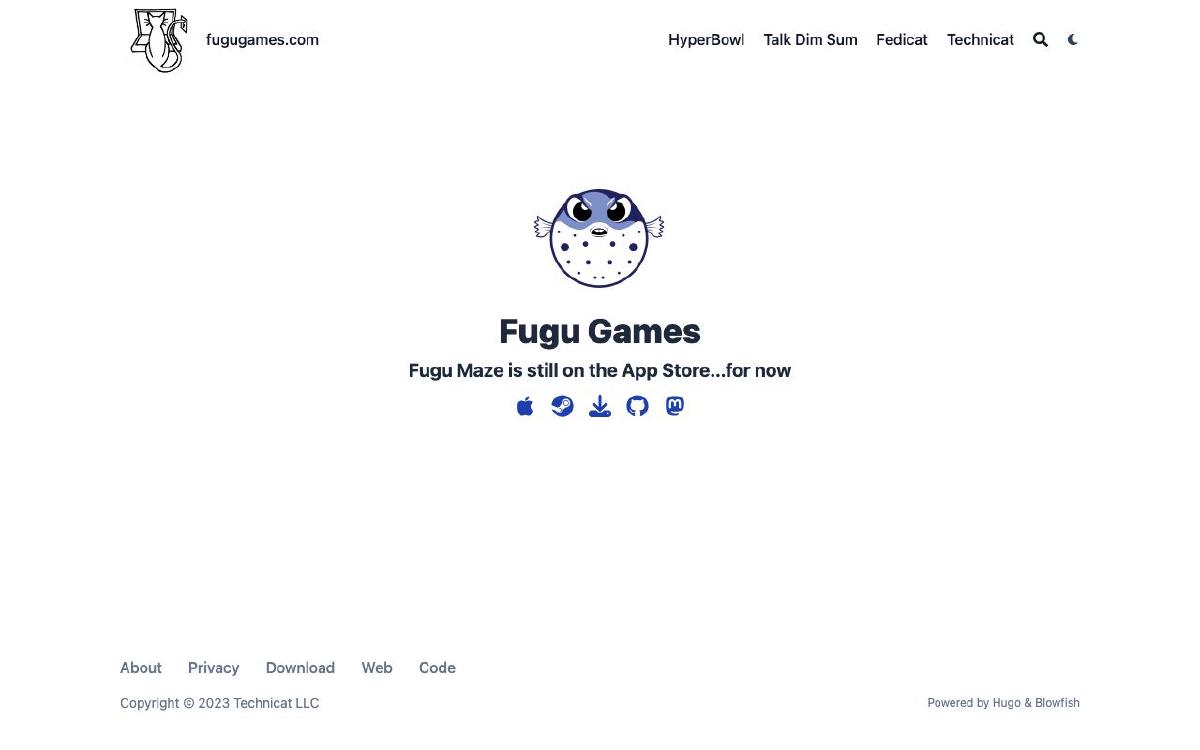 fugugames.com
HyperBowl Talk Dim Sum Fedicat Technicat
Fugu Games
Fugu Maze is still on the App Store...for now
About Privacy Download Web Code
Copyright © 2023 Technicat LLC
Powered by Hugo & Blowfish